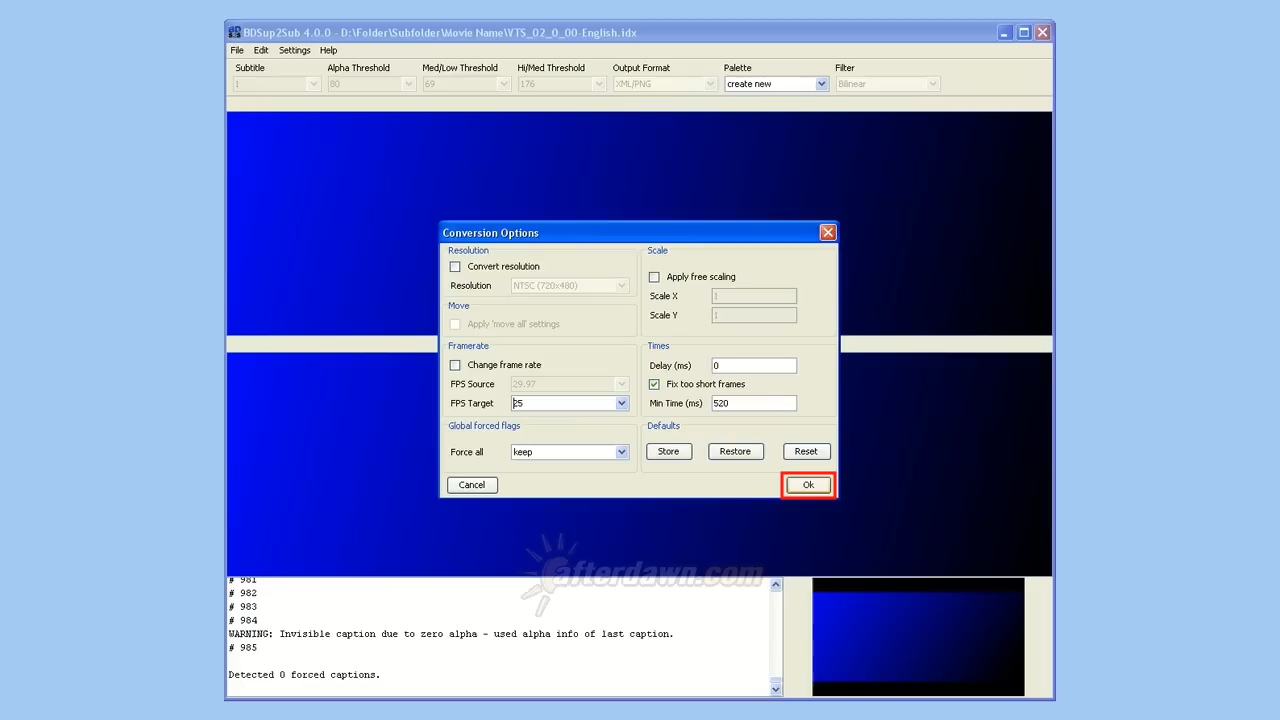 BDSup2Sub 4.0.0 - D:\Folder\Subfolder\Movie Name\VTS_02_0_00-English.idx
File Edit Settings Help
Subtitle Alpha Threshold Med/Low Threshold Hi/Med Threshold Output Format Palette Filter
1 80 69 176 XML/PNG create new Bilinear
Conversion Options
Resolution
Convert resolution
Resolution NTSC (720x480)
Move
Apply 'move all' settings
Framerate
Change frame rate
FPS Source 29.97
FPS Target 25
Global forced flags
Force all keep
Cancel
Scale
Apply free scaling
Scale X 1
Scale Y 1
Times
Delay (ms) 0
Fix too short frames
Min Time (ms) 520
Defaults
Store Restore Reset
Ok
afterdawn.com
# 981
# 982
# 983
# 984
WARNING: Invisible caption due to zero alpha - used alpha info of last caption.
# 985
Detected 0 forced captions.